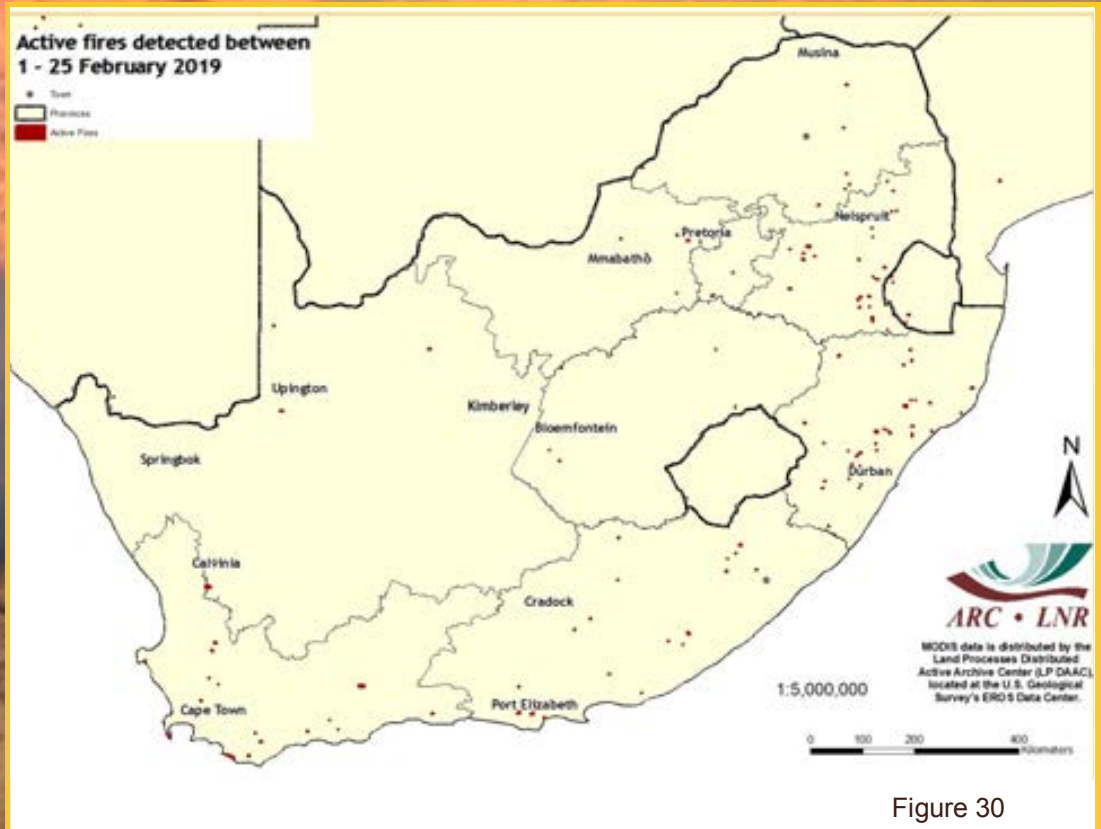 Active fires detected between
1 - 25 February 2019
Town
Provinces
Active Fires
Musina
Nelspruit
Pretoria
Mmabatho
Upington
Kimberley
Bloemfontein
Springbok
Durban
Calvinia
Cradock
Cape Town
Port Elizabeth
N
ARC • LNR
MODIS data is distributed by the
Land Processes Distributed
Active Archive Center (LP DAAC),
located at the U.S. Geological
Survey's EROS Data Center.
1:5,000,000
0 100 200 400
Kilometers
Figure 30